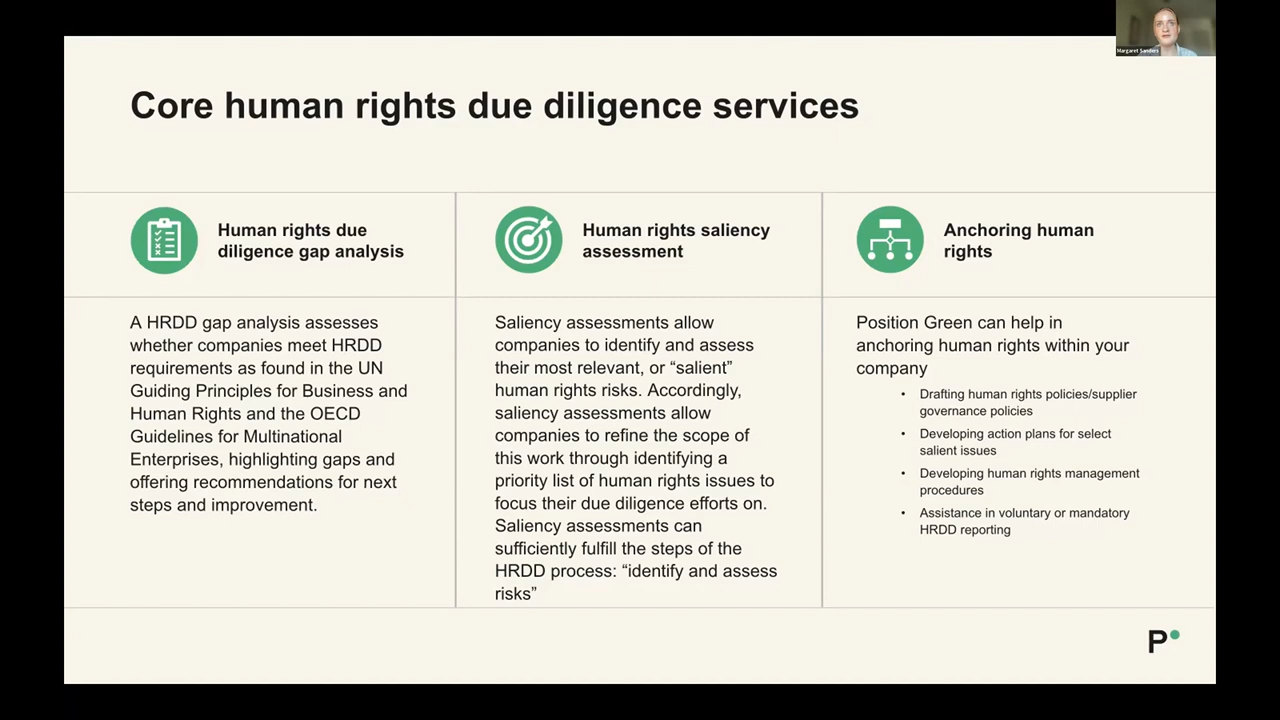 Margaret Sanders
Core human rights due diligence services
Human rights due
diligence gap analysis
Human rights saliency
assessment
Anchoring human
rights
A HRDD gap analysis assesses
whether companies meet HRDD
requirements as found in the UN
Guiding Principles for Business and
Human Rights and the OECD
Guidelines for Multinational
Enterprises, highlighting gaps and
offering recommendations for next
steps and improvement.
Saliency assessments allow
companies to identify and assess
their most relevant, or “salient”
human rights risks. Accordingly,
saliency assessments allow
companies to refine the scope of
this work through identifying a
priority list of human rights issues to
focus their due diligence efforts on.
Saliency assessments can
sufficiently fulfill the steps of the
HRDD process: “identify and assess
risks”
Position Green can help in
anchoring human rights within your
company
• Drafting human rights policies/supplier
governance policies
• Developing action plans for select
salient issues
• Developing human rights management
procedures
• Assistance in voluntary or mandatory
HRDD reporting
P